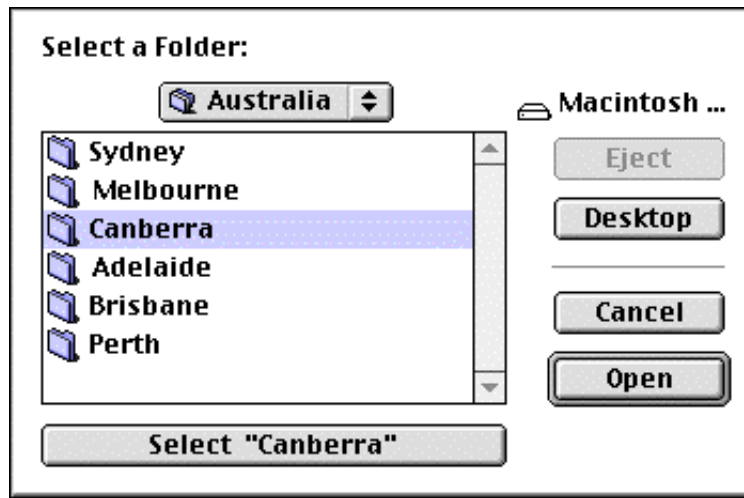 Select a Folder:
Australia
Macintosh ...
Sydney
Melbourne
Canberra
Adelaide
Brisbane
Perth
Eject
Desktop
Cancel
Open
Select "Canberra"